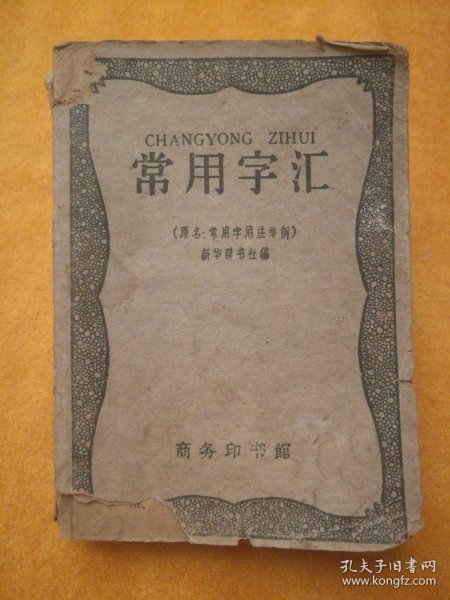 CHANGYONG ZIHUI
常用字汇
(原名:常用字用法举例)
新华辞书社编
商务印书館
孔夫子旧书网
www.kongfz.com